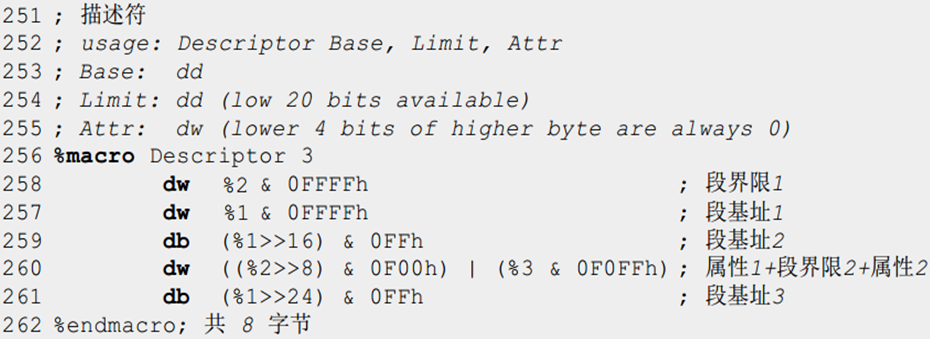 251 ; 描述符
252 ; usage: Descriptor Base, Limit, Attr
253 ; Base:  dd
254 ; Limit: dd (low 20 bits available)
255 ; Attr:  dw (lower 4 bits of higher byte are always 0)
256 %macro Descriptor 3
258         dw  %2 & 0FFFFh                         ; 段界限1
257         dw  %1 & 0FFFFh                         ; 段基址1
259         db  (%1>>16) & 0FFh                     ; 段基址2
260         dw  ((%2>>8) & 0F00h) | (%3 & 0F0FFh) ; 属性1+段界限2+属性2
261         db  (%1>>24) & 0FFh                     ; 段基址3
262 %endmacro; 共 8 字节